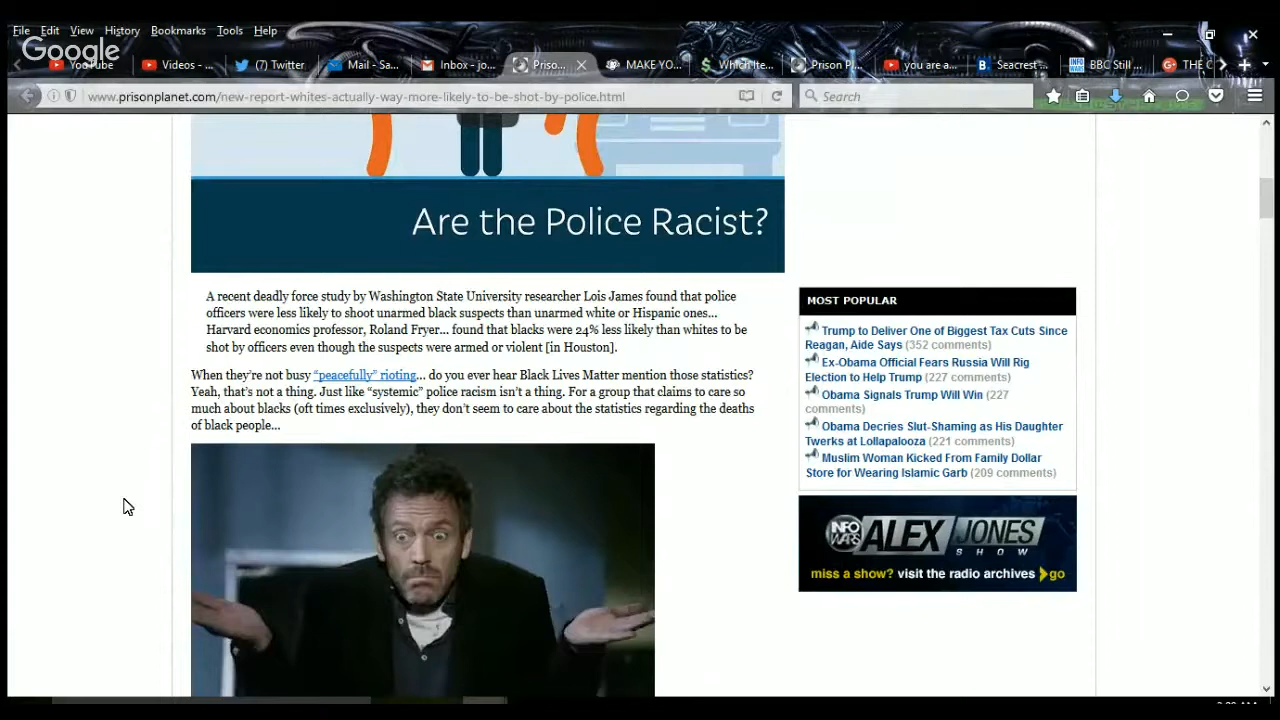 File Edit View History Bookmarks Tools Help
Google
YouTube Videos - ... (7) Twitter Mail - Sa... Inbox - jo... Priso... MAKE YO... Which Ite... Prison Pl... you are a... Seacrest ... BBC Still ... THE C
www.prisonplanet.com/new-report-whites-actually-way-more-likely-to-be-shot-by-police.html Search
Are the Police Racist?
A recent deadly force study by Washington State University researcher Lois James found that police
officers were less likely to shoot unarmed black suspects than unarmed white or Hispanic ones...
Harvard economics professor, Roland Fryer... found that blacks were 24% less likely than whites to be
shot by officers even though the suspects were armed or violent [in Houston].
When they're not busy “peacefully” rioting... do you ever hear Black Lives Matter mention those statistics?
Yeah, that's not a thing. Just like “systemic” police racism isn't a thing. For a group that claims to care so
much about blacks (oft times exclusively), they don't seem to care about the statistics regarding the deaths
of black people...
MOST POPULAR
Trump to Deliver One of Biggest Tax Cuts Since
Reagan, Aide Says (352 comments)
Ex-Obama Official Fears Russia Will Rig
Election to Help Trump (227 comments)
Obama Signals Trump Will Win (227
comments)
Obama Decries Slut-Shaming as His Daughter
Twerks at Lollapalooza (221 comments)
Muslim Woman Kicked From Family Dollar
Store for Wearing Islamic Garb (209 comments)
INFO WARS ALEX JONES
SHOW
miss a show? visit the radio archives go